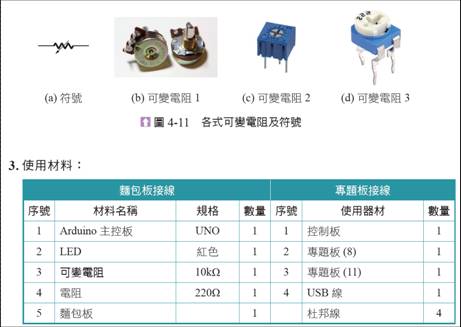 (a) 符號 (b) 可變電阻 1 (c) 可變電阻 2 (d) 可變電阻 3
圖 4-11 各式可變電阻及符號
3. 使用材料：
麵包板接線 專題板接線
序號 材料名稱 規格 數量 序號 使用器材 數量
1 Arduino 主控板 UNO 1 1 控制板 1
2 LED 紅色 1 2 專題板 (8) 1
3 可變電阻 10kΩ 1 3 專題板 (11) 1
4 電阻 220Ω 1 4 USB 線 1
5 麵包板 1 杜邦線 4